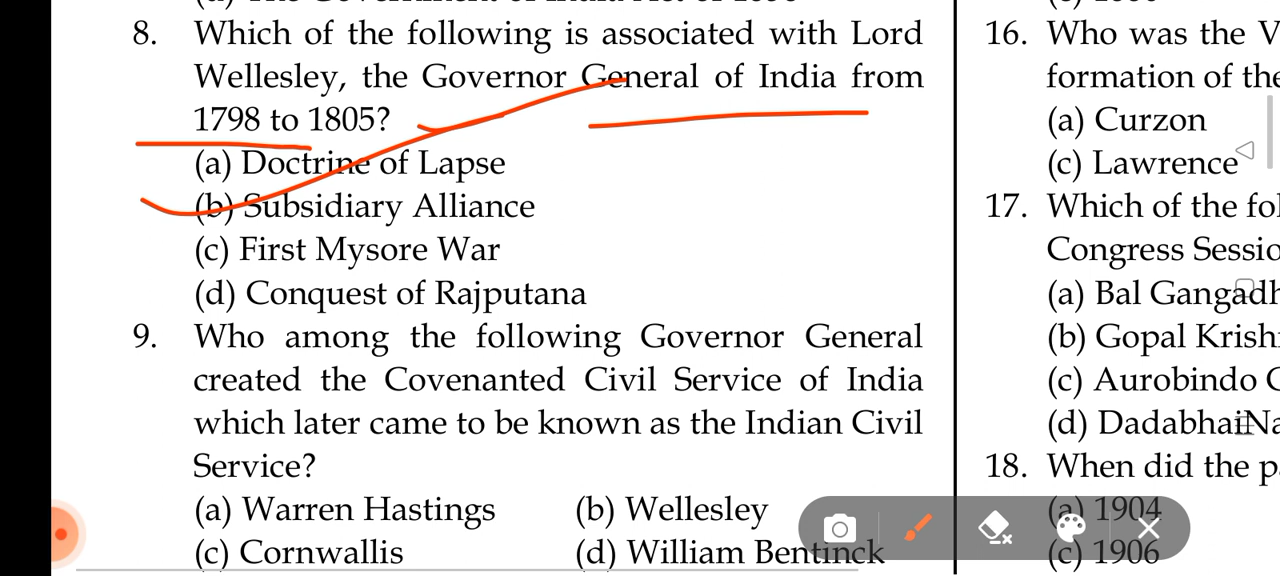 8. Which of the following is associated with Lord
Wellesley, the Governor General of India from
1798 to 1805?
(a) Doctrine of Lapse
(b) Subsidiary Alliance
(c) First Mysore War
(d) Conquest of Rajputana
9. Who among the following Governor General
created the Covenanted Civil Service of India
which later came to be known as the Indian Civil
Service?
(a) Warren Hastings (b) Wellesley
(c) Cornwallis (d) William Bentinck
16. Who was the V
formation of the
(a) Curzon
(c) Lawrence
17. Which of the fol
Congress Sessio
(a) Bal Gangadh
(b) Gopal Krish
(c) Aurobindo
(d) Dadabhai Na
18. When did the p
(a) 1904
(c) 1906